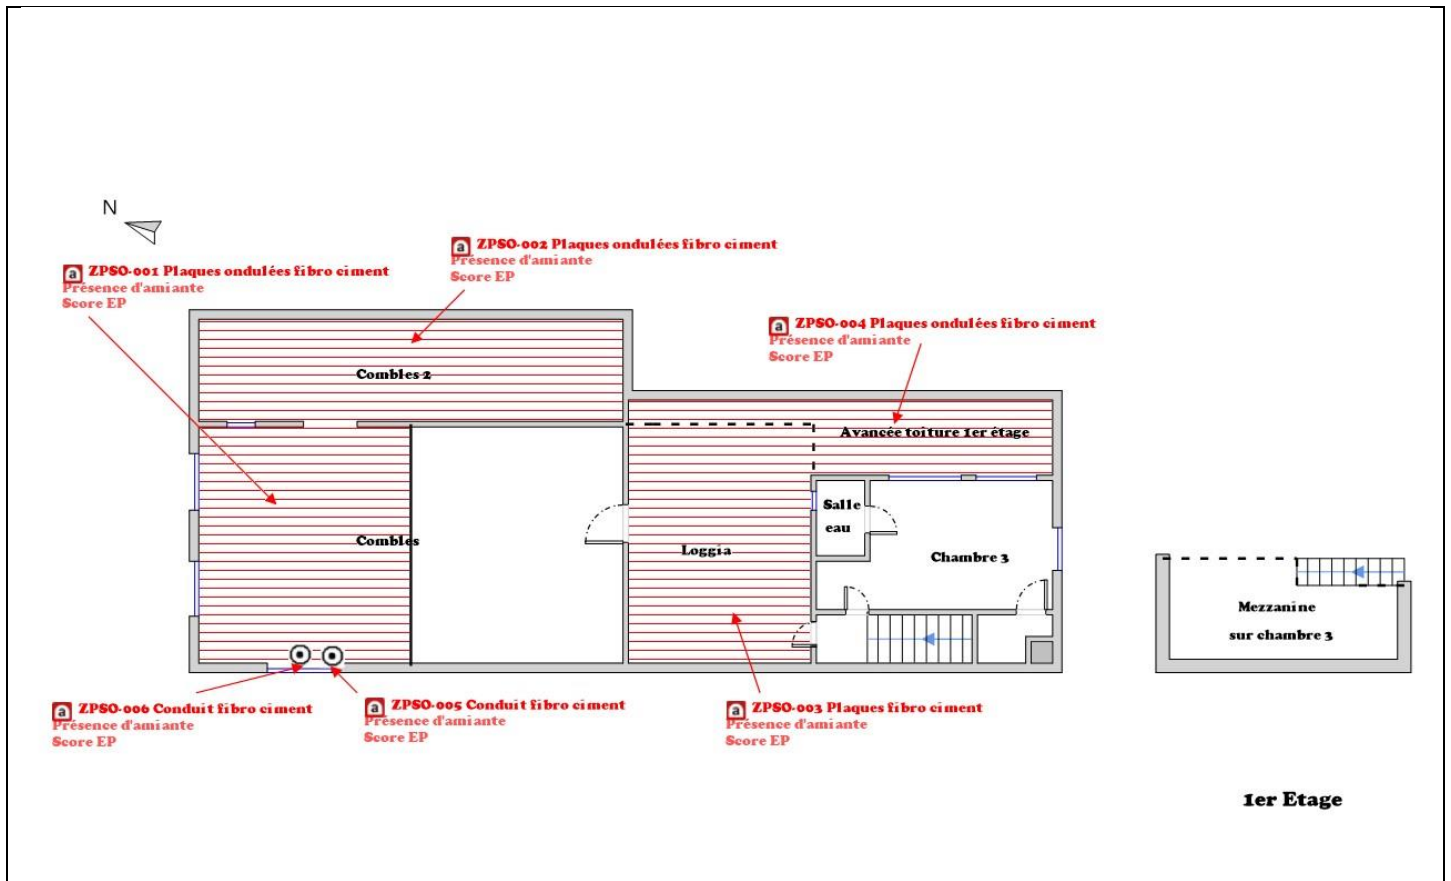 N
a ZPSO-002 Plaques ondulées fibro ciment
Présence d'amiante
Score EP
a ZPSO-001 Plaques ondulées fibro ciment
Présence d'amiante
Score EP
a ZPSO-004 Plaques ondulées fibro ciment
Présence d'amiante
Score EP
Combles 2
Avancée toiture 1er étage
Salle
eau
Combles
Loggia
Chambre 3
Mezzanine
sur chambre 3
a ZPSO-006 Conduit fibro ciment
Présence d'amiante
Score EP
a ZPSO-005 Conduit fibro ciment
Présence d'amiante
Score EP
a ZPSO-003 Plaques fibro ciment
Présence d'amiante
Score EP
1er Etage